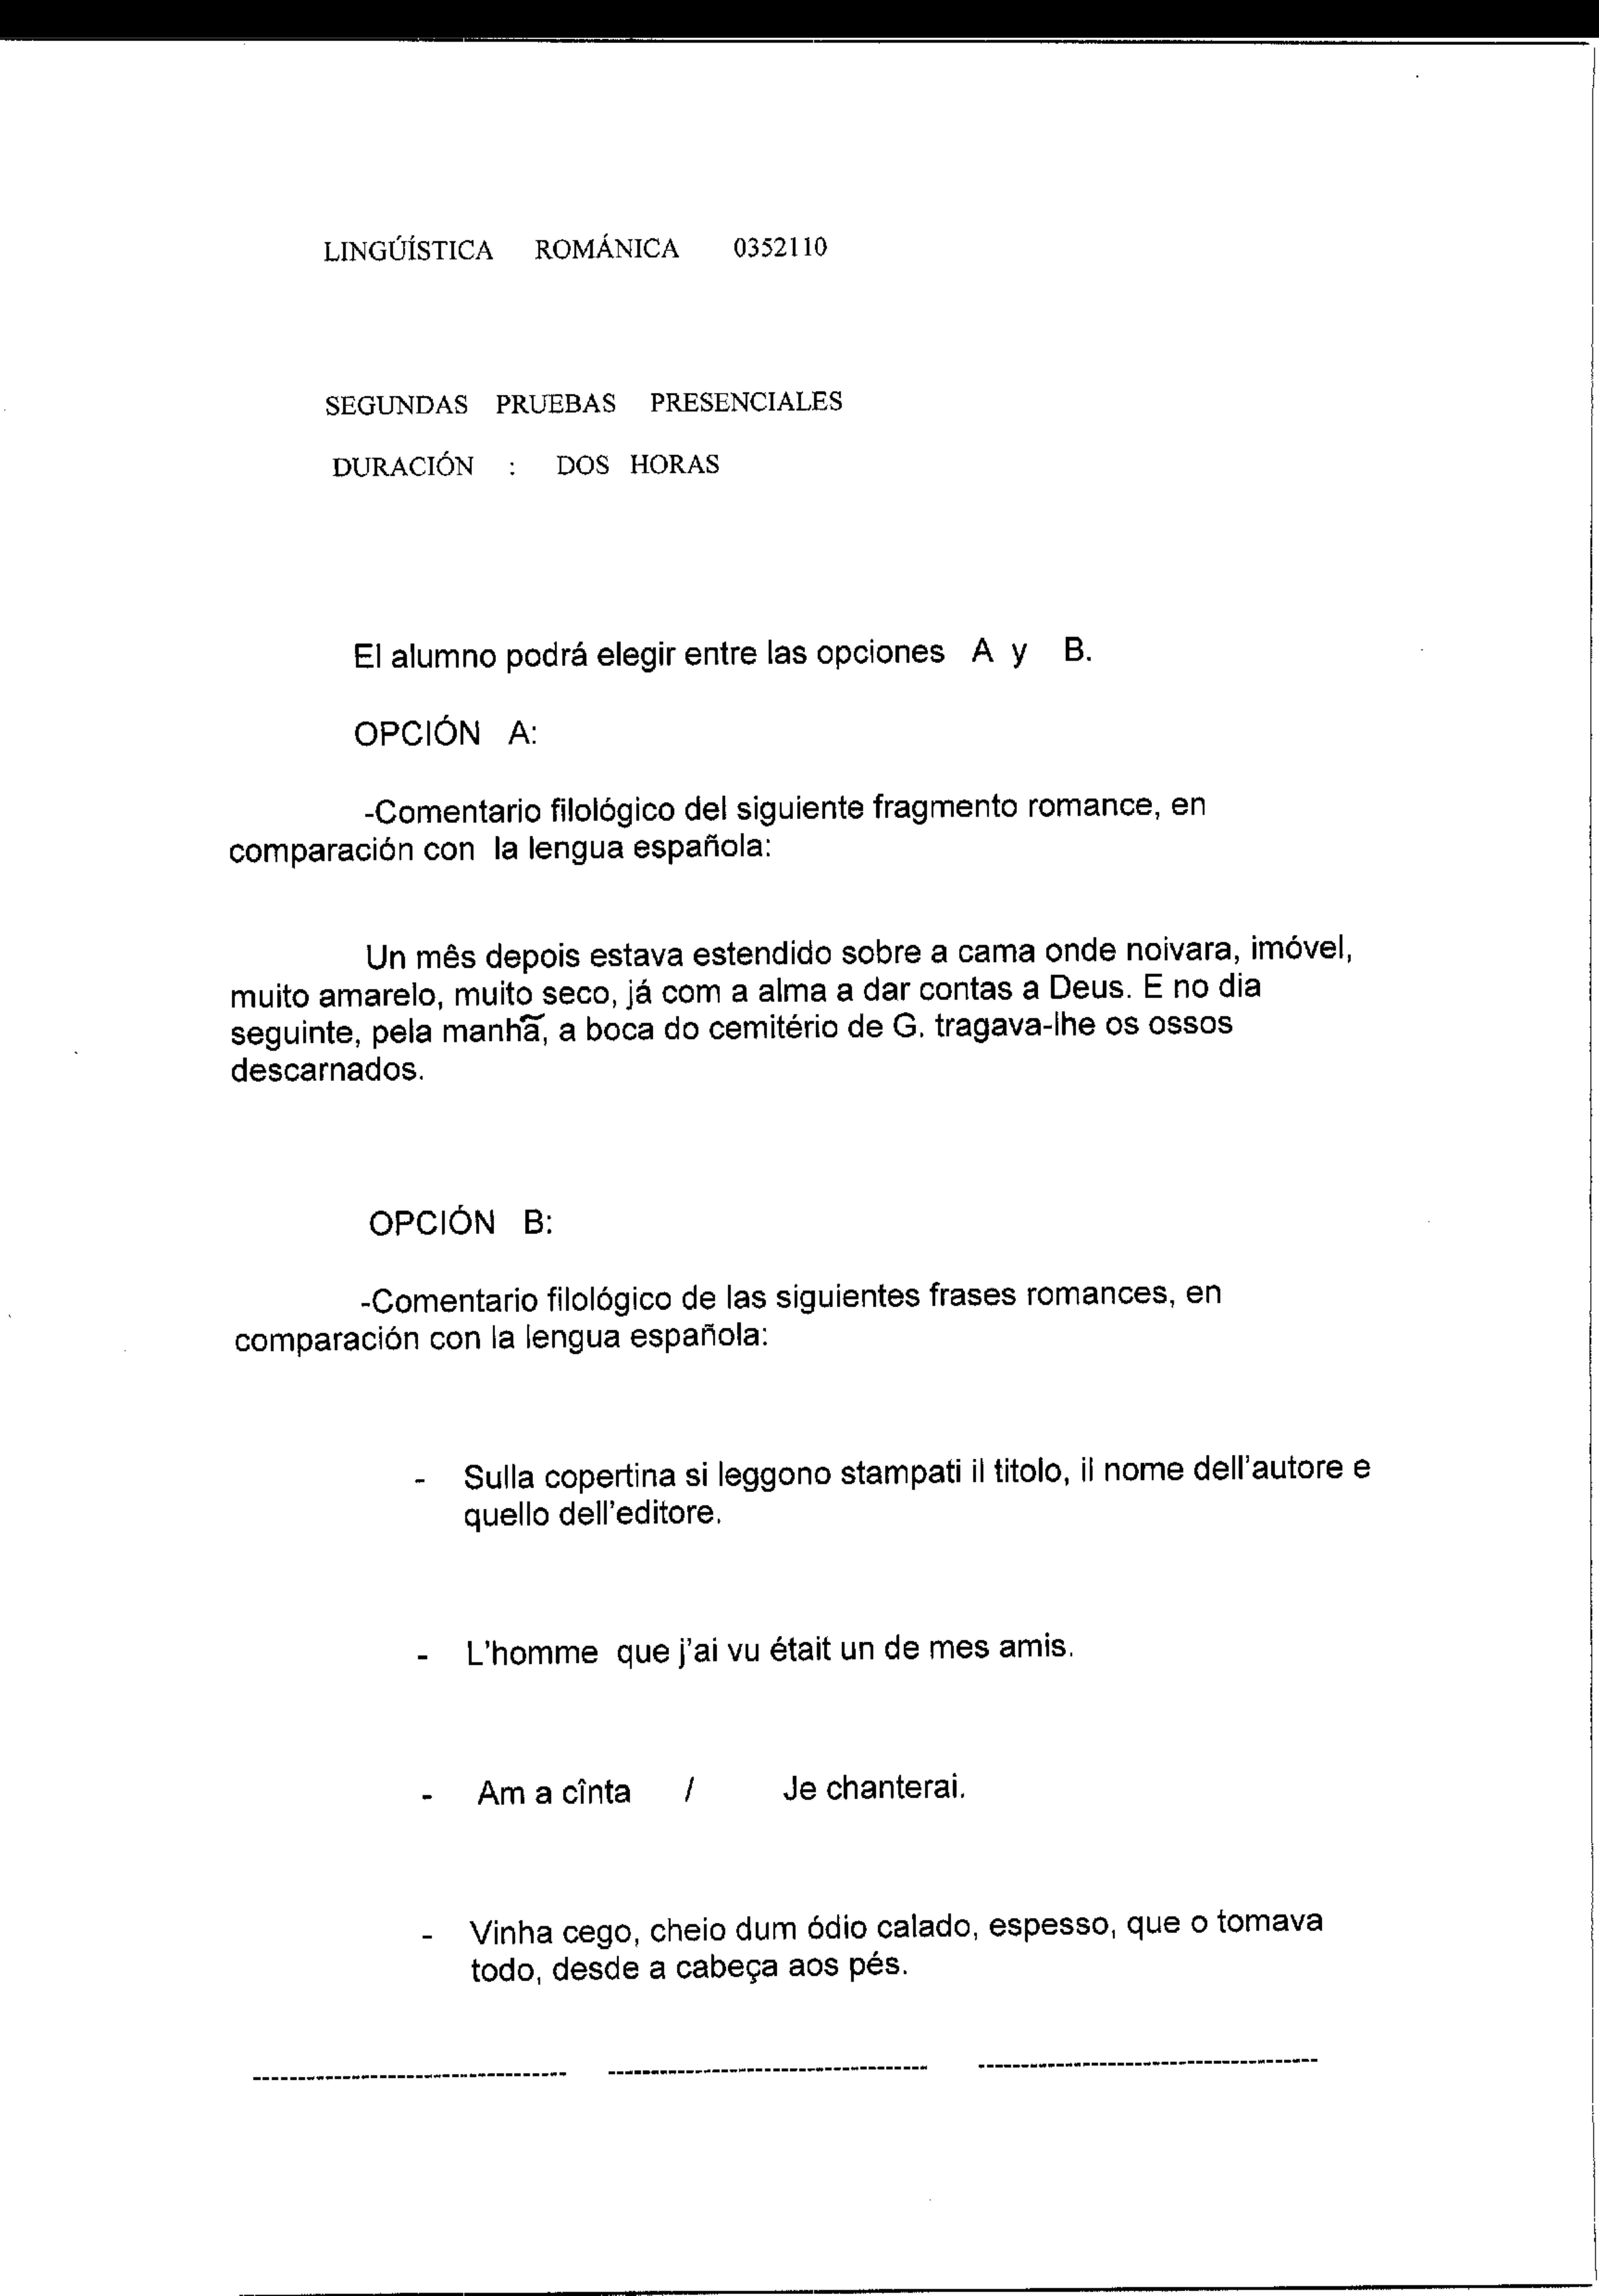 LINGÚÍSTICA ROMÁNICA 0352110
SEGUNDAS PRUEBAS PRESENCIALES
DURACIÓN : DOS HORAS
El alumno podrá elegir entre las opciones A y B.
OPCIÓN A:
-Comentario filológico del siguiente fragmento romance, en
comparación con la lengua española:
Un mês depois estava estendido sobre a cama onde noivara, imóvel,
muito amarelo, muito seco, já com a alma a dar contas a Deus. E no dia
seguinte, pela manhã, a boca do cemitério de G. tragava-lhe os ossos
descarnados.
OPCIÓN B:
-Comentario filológico de las siguientes frases romances, en
comparación con la lengua española:
- Sulla copertina si leggono stampati il titolo, il nome dell'autore e
quello dell'editore.
- L'homme que j'ai vu était un de mes amis.
- Am a cînta / Je chanterai.
- Vinha cego, cheio dum ódio calado, espesso, que o tomava
todo, desde a cabeça aos pés.